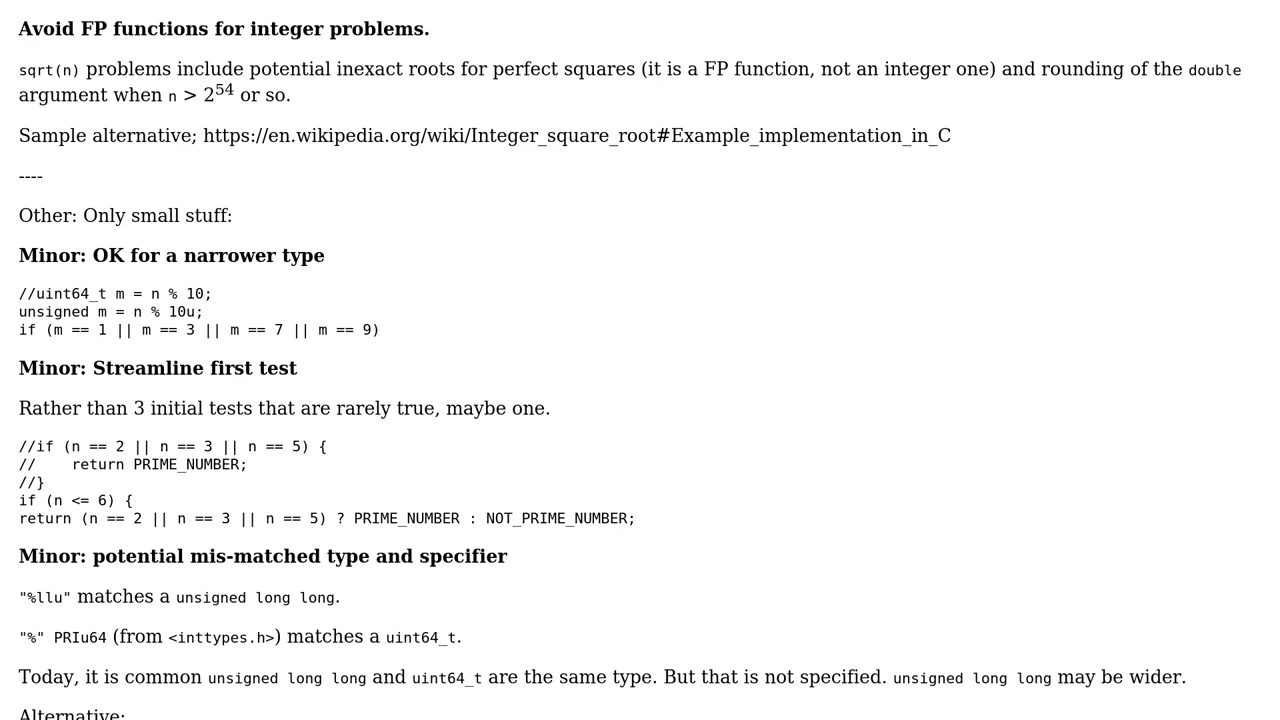 Avoid FP functions for integer problems.
sqrt(n) problems include potential inexact roots for perfect squares (it is a FP function, not an integer one) and rounding of the double
argument when n > 2^54 or so.
Sample alternative; https://en.wikipedia.org/wiki/Integer_square_root#Example_implementation_in_C
----
Other: Only small stuff:
Minor: OK for a narrower type
//uint64_t m = n % 10;
unsigned m = n % 10u;
if (m == 1 || m == 3 || m == 7 || m == 9)
Minor: Streamline first test
Rather than 3 initial tests that are rarely true, maybe one.
//if (n == 2 || n == 3 || n == 5) {
//    return PRIME_NUMBER;
//}
if (n <= 6) {
return (n == 2 || n == 3 || n == 5) ? PRIME_NUMBER : NOT_PRIME_NUMBER;
Minor: potential mis-matched type and specifier
"%llu" matches a unsigned long long.
"%" PRIu64 (from <inttypes.h>) matches a uint64_t.
Today, it is common unsigned long long and uint64_t are the same type. But that is not specified. unsigned long long may be wider.
Alternative: